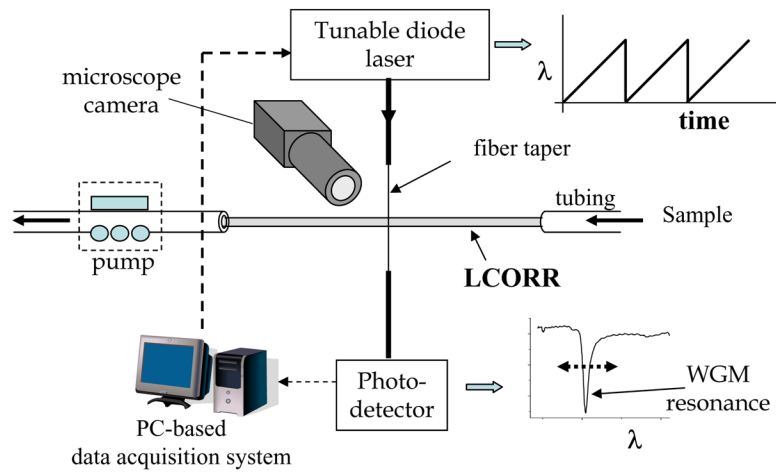 Tunable diode
laser
λ
time
microscope
camera
fiber taper
tubing
Sample
pump
LCORR
Photo-
detector
WGM
resonance
λ
PC-based
data acquisition system